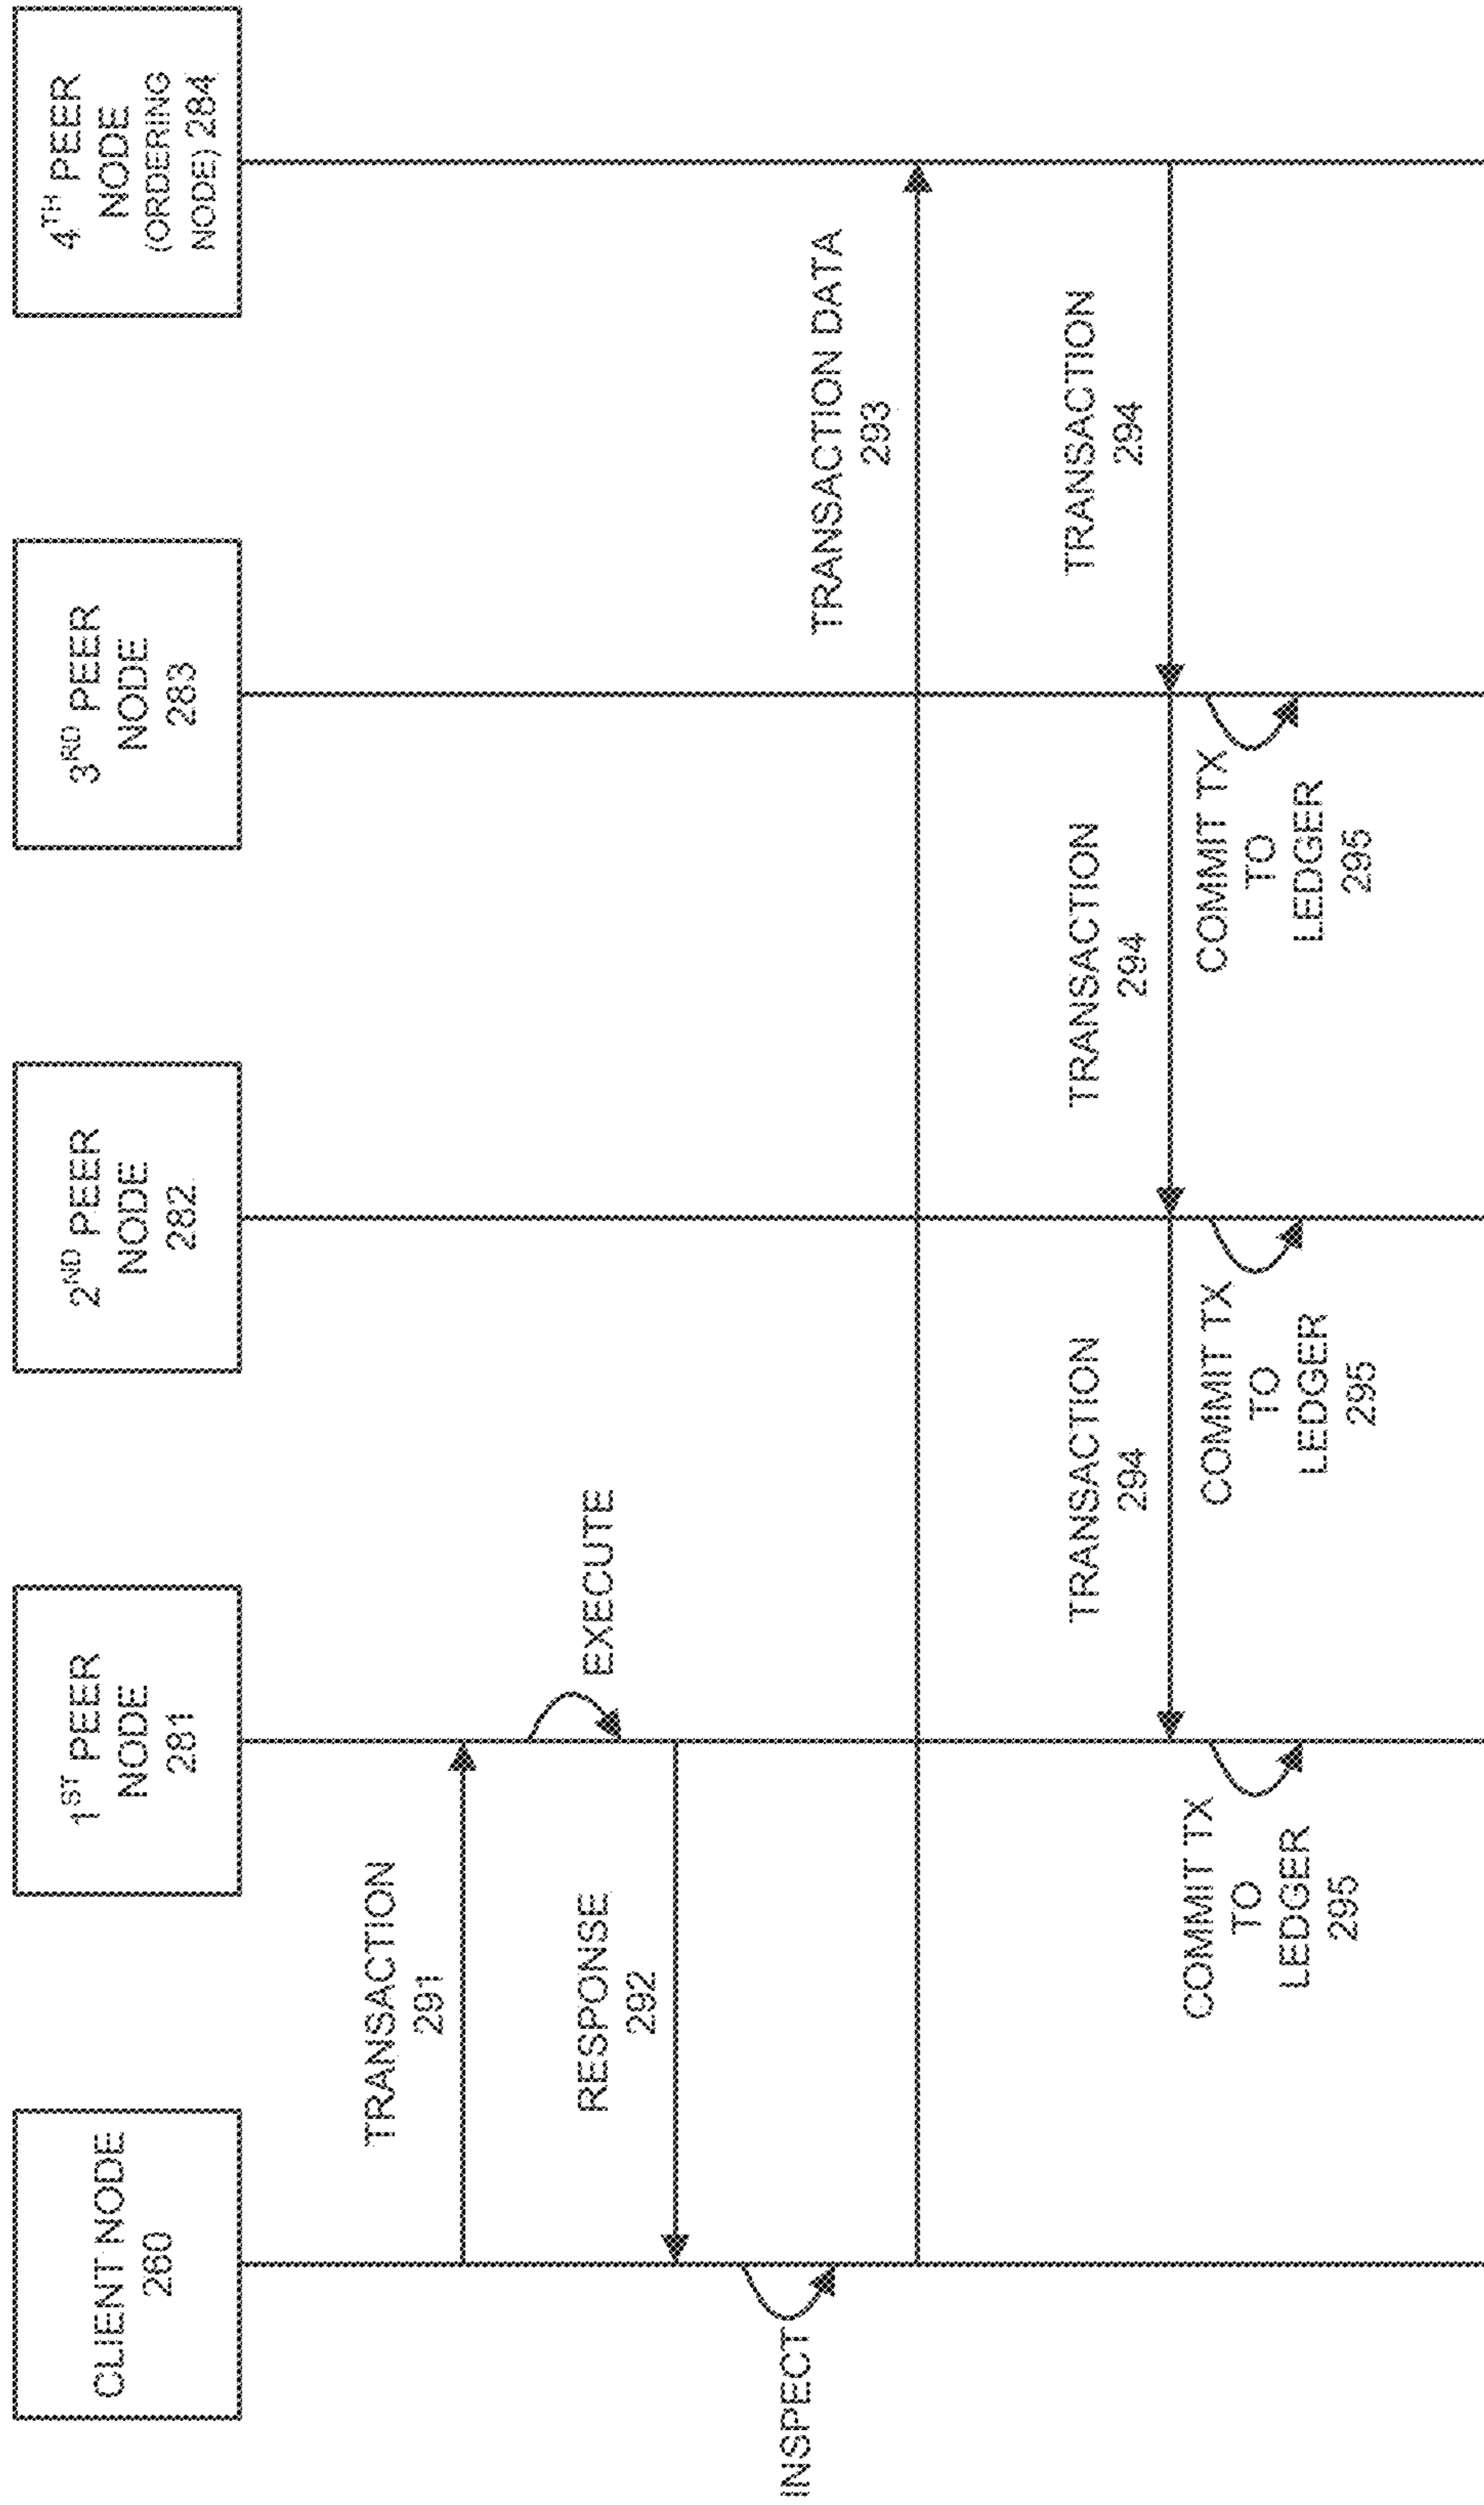 CLIENT NODE
260
1ST PEER
NODE
281
2ND PEER
NODE
282
3RD PEER
NODE
283
4TH PEER
NODE
(ORDERING
NODE) 284
TRANSACTION
291
EXECUTE
RESPONSE
292
INSPECT
TRANSACTION DATA
293
TRANSACTION
294
TRANSACTION
294
TRANSACTION
294
COMMIT TX
TO
LEDGER
295
COMMIT TX
TO
LEDGER
295
COMMIT TX
TO
LEDGER
295